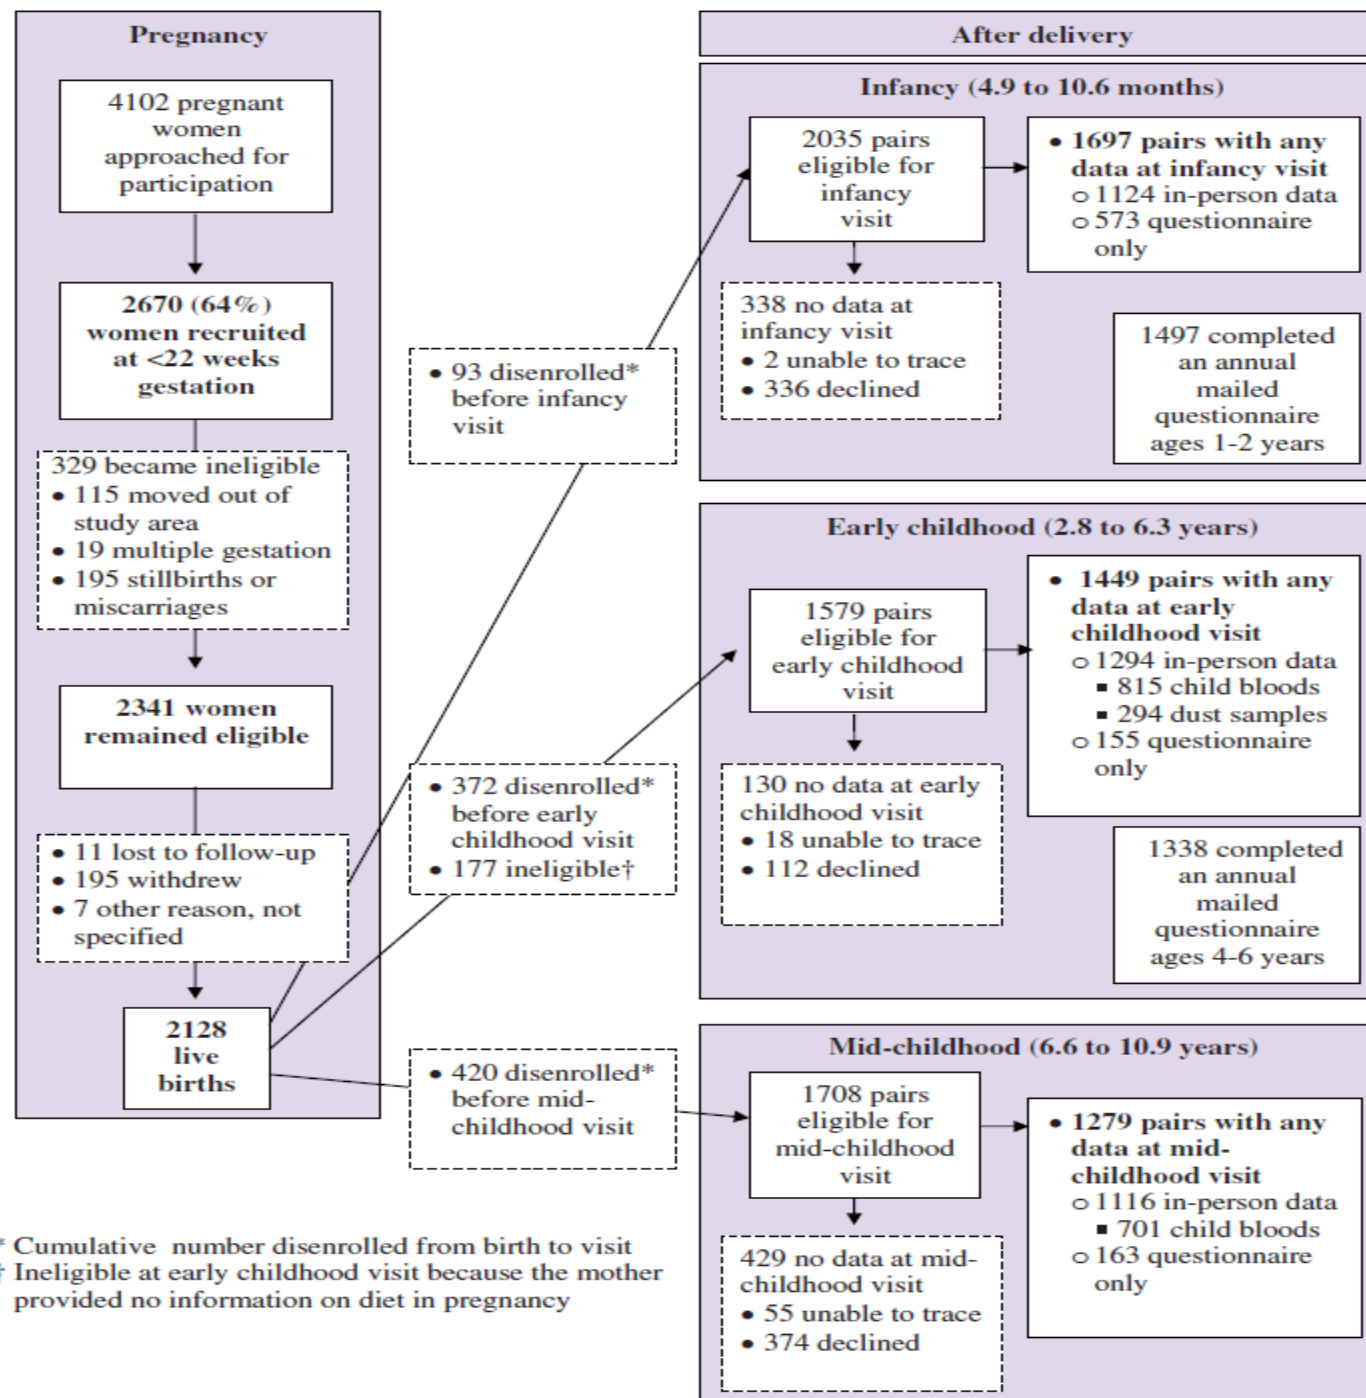 Pregnancy
4102 pregnant
women
approached for
participation
2670 (64%)
women recruited
at <22 weeks
gestation
329 became ineligible
• 115 moved out of
study area
• 19 multiple gestation
• 195 stillbirths or
miscarriages
2341 women
remained eligible
• 11 lost to follow-up
• 195 withdrew
• 7 other reason, not
specified
2128
live
births
• 93 disenrolled*
before infancy
visit
• 372 disenrolled*
before early
childhood visit
• 177 ineligible†
• 420 disenrolled*
before mid-
childhood visit
After delivery
Infancy (4.9 to 10.6 months)
2035 pairs
eligible for
infancy
visit
• 1697 pairs with any
data at infancy visit
○ 1124 in-person data
○ 573 questionnaire
only
338 no data at
infancy visit
• 2 unable to trace
• 336 declined
1497 completed
an annual
mailed
questionnaire
ages 1-2 years
Early childhood (2.8 to 6.3 years)
1579 pairs
eligible for
early childhood
visit
• 1449 pairs with any
data at early
childhood visit
○ 1294 in-person data
▪ 815 child bloods
▪ 294 dust samples
○ 155 questionnaire
only
130 no data at early
childhood visit
• 18 unable to trace
• 112 declined
1338 completed
an annual
mailed
questionnaire
ages 4-6 years
Mid-childhood (6.6 to 10.9 years)
1708 pairs
eligible for
mid-childhood
visit
• 1279 pairs with any
data at mid-
childhood visit
○ 1116 in-person data
▪ 701 child bloods
○ 163 questionnaire
only
429 no data at mid-
childhood visit
• 55 unable to trace
• 374 declined
* Cumulative number disenrolled from birth to visit
† Ineligible at early childhood visit because the mother
provided no information on diet in pregnancy